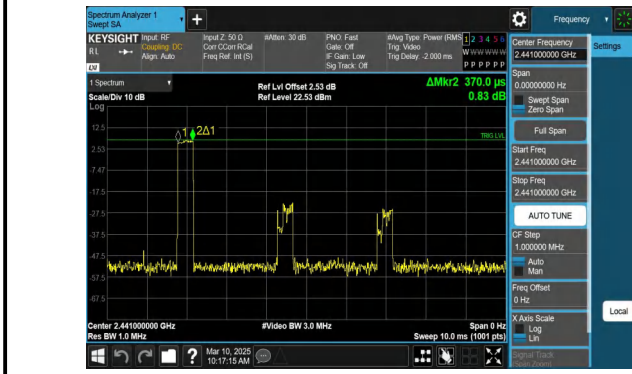 Spectrum Analyzer 1
Swept SA
Frequency
KEYSIGHT Input: RF Input Z: 50 Ω #Atten: 30 dB PNO: Fast #Avg Type: Power (RMS 1 2 3 4 5 6
RL Coupling: DC Corr CCorr RCal Gate: Off Trig: Video
Align: Auto Freq Ref: Int (S) IF Gain: Low Trig Delay: -2.000 ms
Sig Track: Off P P P P P P
LXI
1 Spectrum
Scale/Div 10 dB
Ref Lvl Offset 2.53 dB
Ref Level 22.53 dBm
ΔMkr2 370.0 µs
0.83 dB
Log
12.5
2.53
-7.47
-17.5
-27.5
-37.5
-47.5
-57.5
-67.5
1
2Δ1
TRIG LVL
Center 2.441000000 GHz
Res BW 1.0 MHz
#Video BW 3.0 MHz
Span 0 Hz
Sweep 10.0 ms (1001 pts)
Mar 10, 2025
10:17:15 AM
Center Frequency
2.441000000 GHz
Span
0.00000000 Hz
Swept Span
Zero Span
Full Span
Start Freq
2.441000000 GHz
Stop Freq
2.441000000 GHz
AUTO TUNE
CF Step
1.000000 MHz
Auto
Man
Freq Offset
0 Hz
X Axis Scale
Log
Lin
Signal Track
(Span Zoom)
Settings
Local